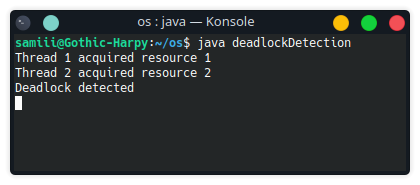 os : java — Konsole
samiii@Gothic-Harpy:~/os$ java deadlockDetection
Thread 1 acquired resource 1
Thread 2 acquired resource 2
Deadlock detected